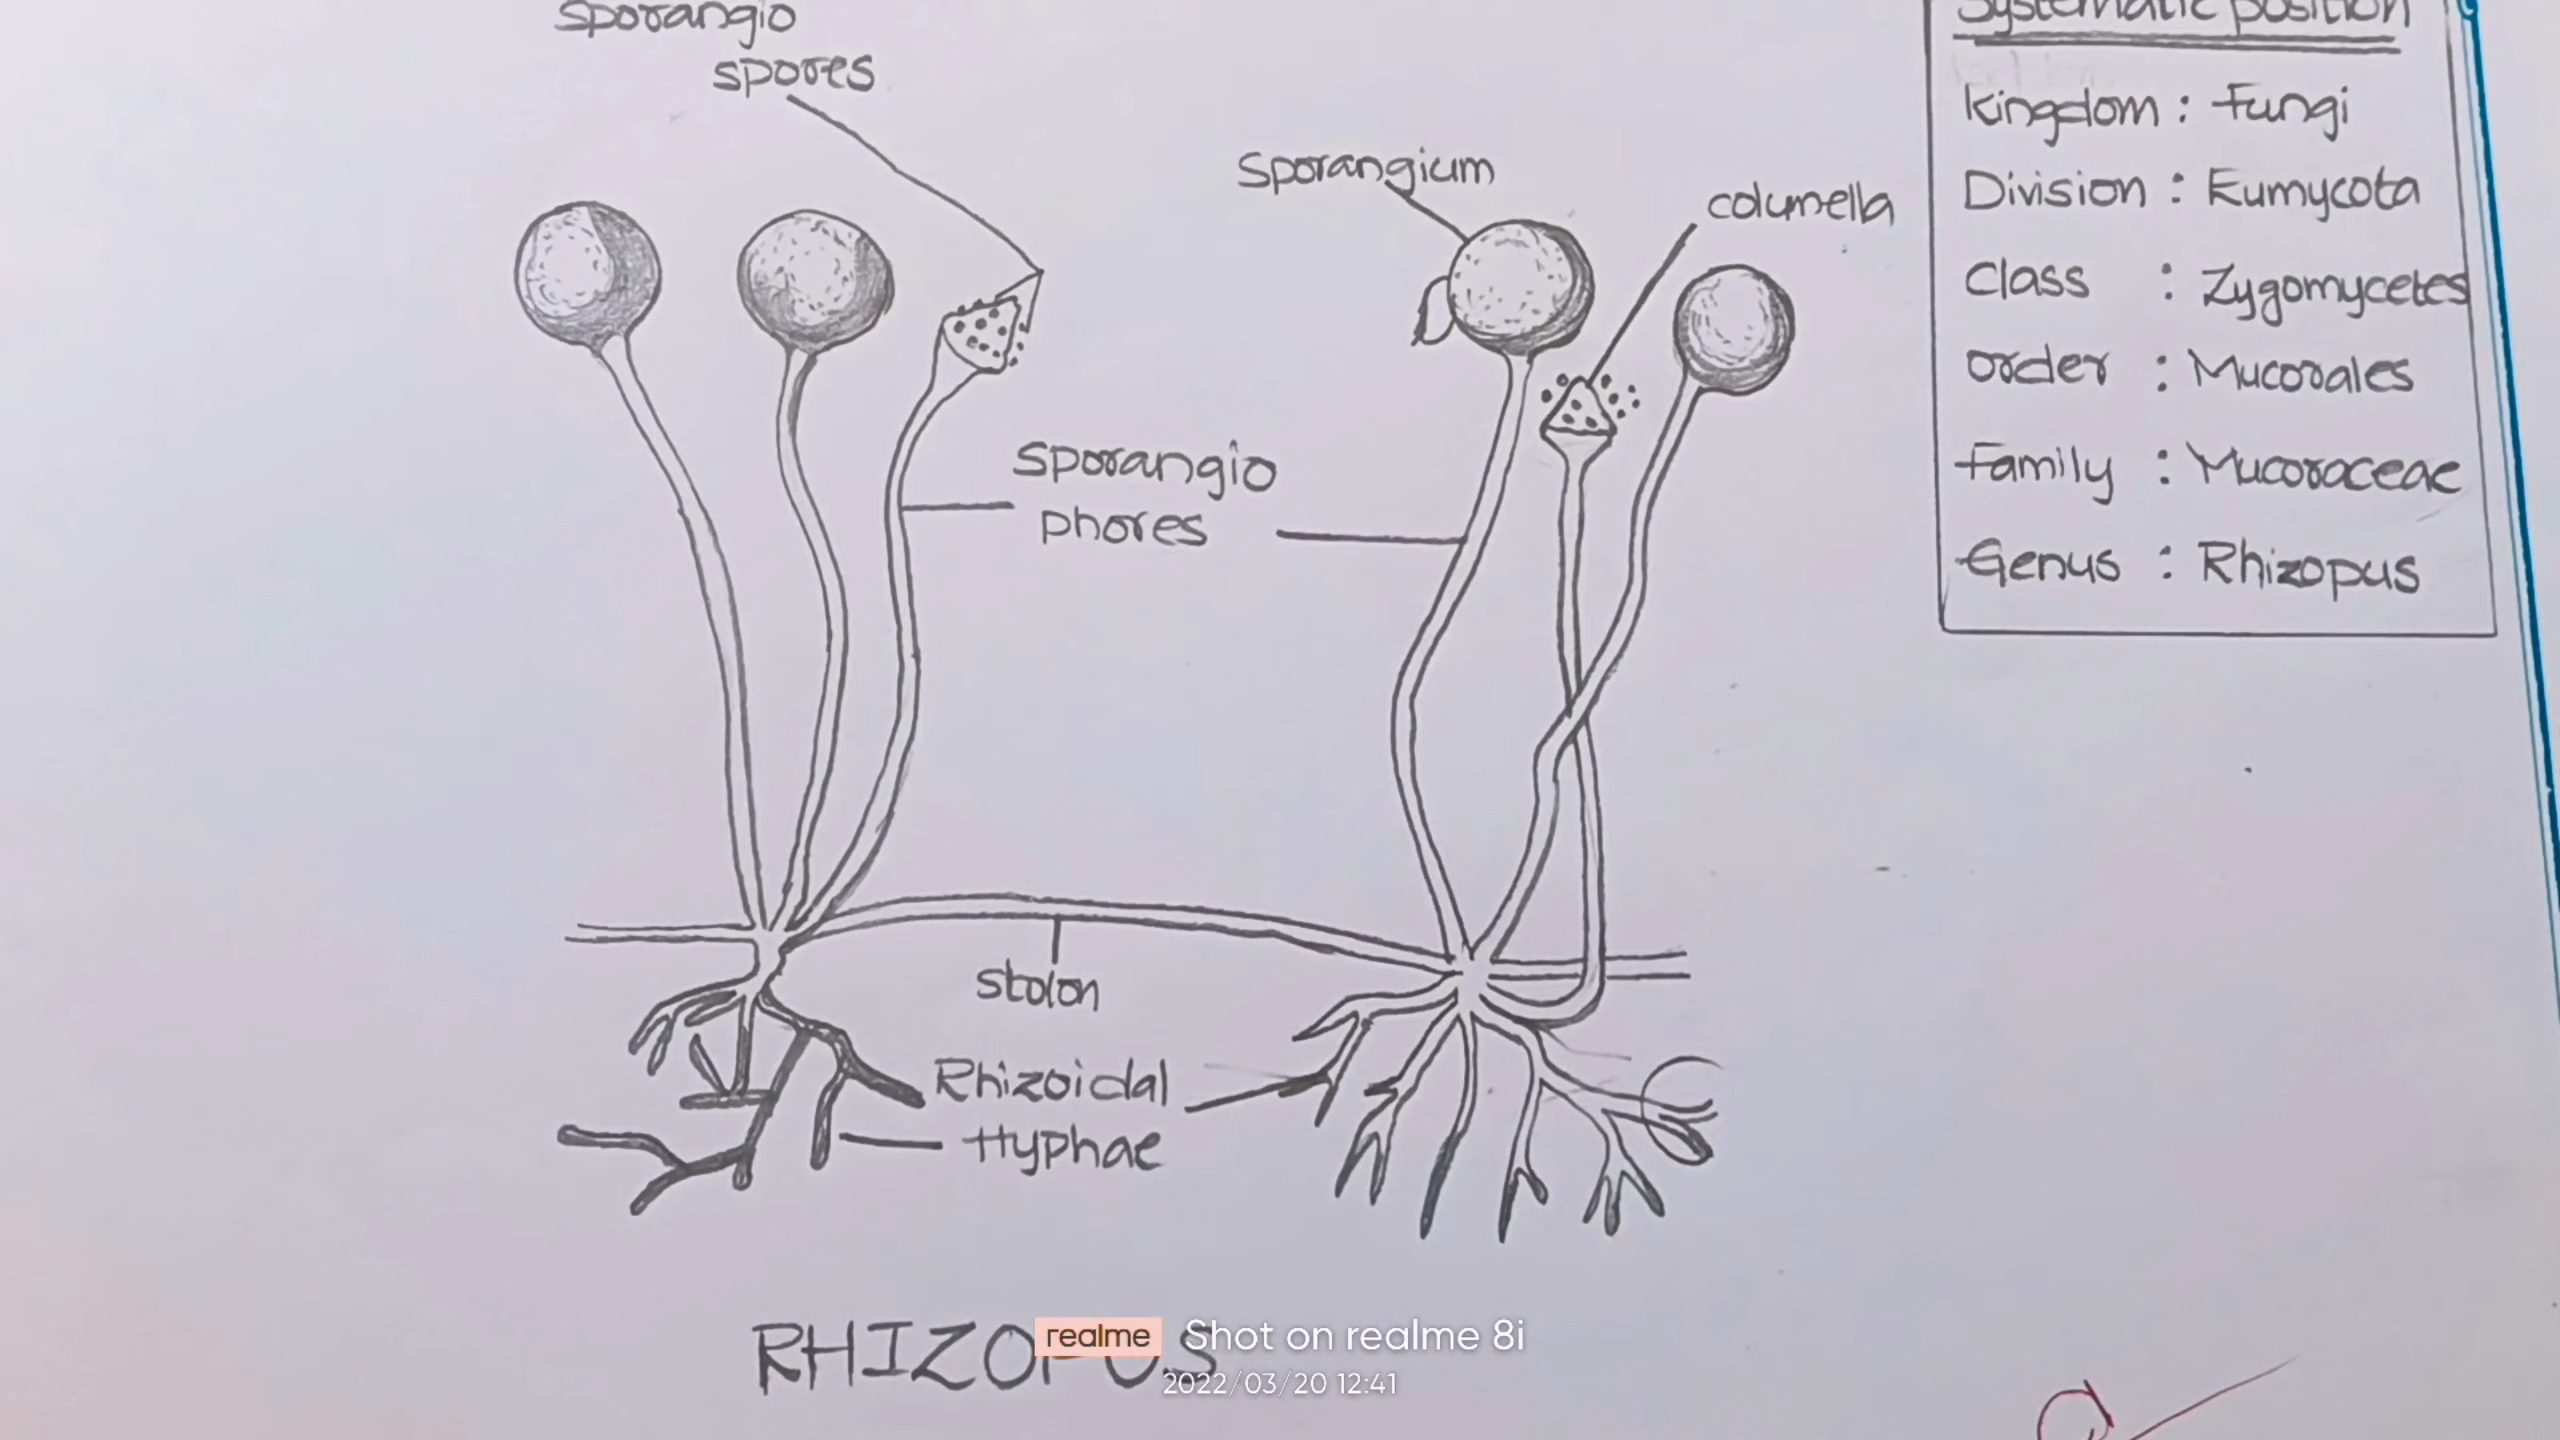 Sporangio
spores
Sporangium
columella
Sporangio
phores
Stolon
Rhizoidal
Hyphae
RHIZOPUS
Systematic position
Kingdom : Fungi
Division : Eumycota
Class : Zygomycetes
order : Mucorales
Family : Mucoraceae
Genus : Rhizopus
realme Shot on realme 8i
2022/03/20 12:41